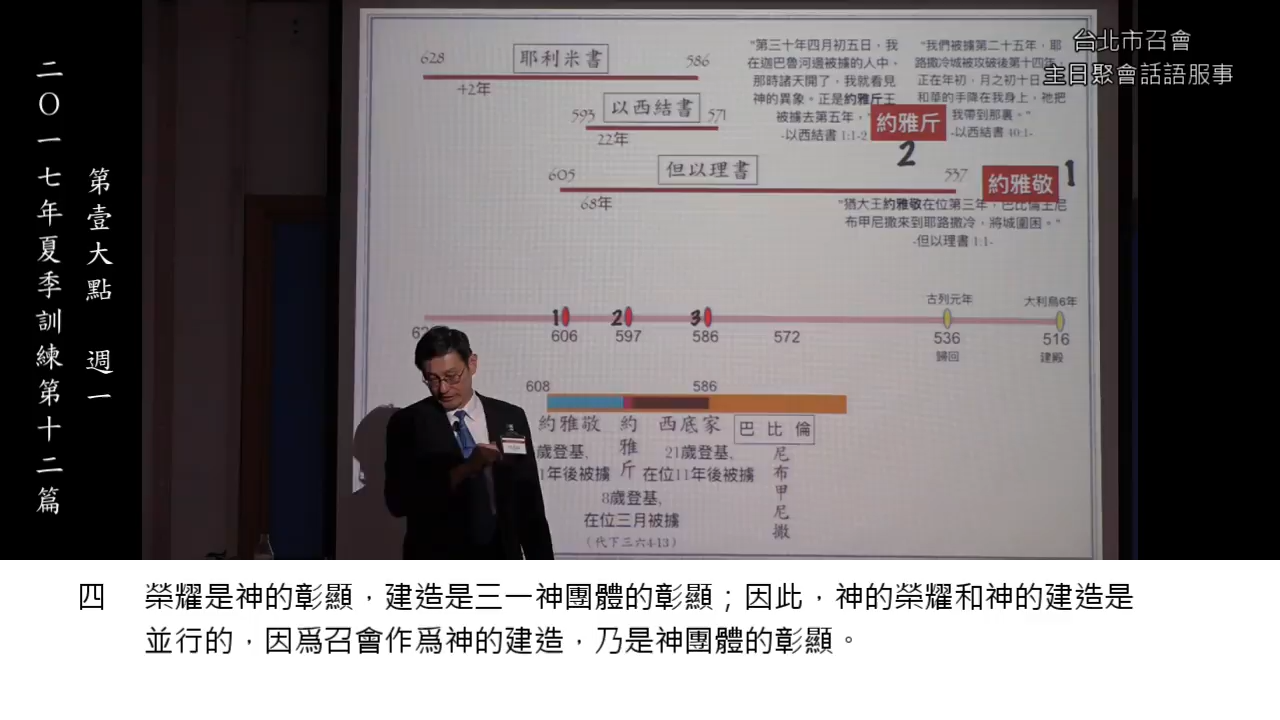 二〇一七年夏季訓練第十二篇
第壹大點 週一
台北市召會
主日聚會話語服事
628 耶利米書 586
42年
593 以西結書 571
22年
605 但以理書 537
68年
"第三十年四月初五日，我
在迦巴魯河邊被擄的人中，
那時諸天開了，我就看見
神的異象。正是約雅斤王
被擄去第五年，"
-以西結書 1:1-2
"我們被擄第二十五年，耶
路撒冷城被攻破後第十四年，
正在年初，月之初十日，
和華的手降在我身上，祂把
我帶到那裏。"
-以西結書 40:1-
約雅斤
2
約雅敬
1
"猶大王約雅敬在位第三年，巴比倫王尼
布甲尼撒來到耶路撒冷，將城圍困。"
-但以理書 1:1-
古列元年 大利烏6年
1 2 3
606 597 586 572 536 516
歸回 建殿
608 586
約雅敬 約雅斤 西底家 巴比倫
歲登基, 21歲登基,
1年後被擄 在位11年後被擄
8歲登基,
在位三月被擄
(代下三六4-13)
尼布甲尼撒
四 榮耀是神的彰顯，建造是三一神團體的彰顯；因此，神的榮耀和神的建造是
並行的，因爲召會作爲神的建造，乃是神團體的彰顯。